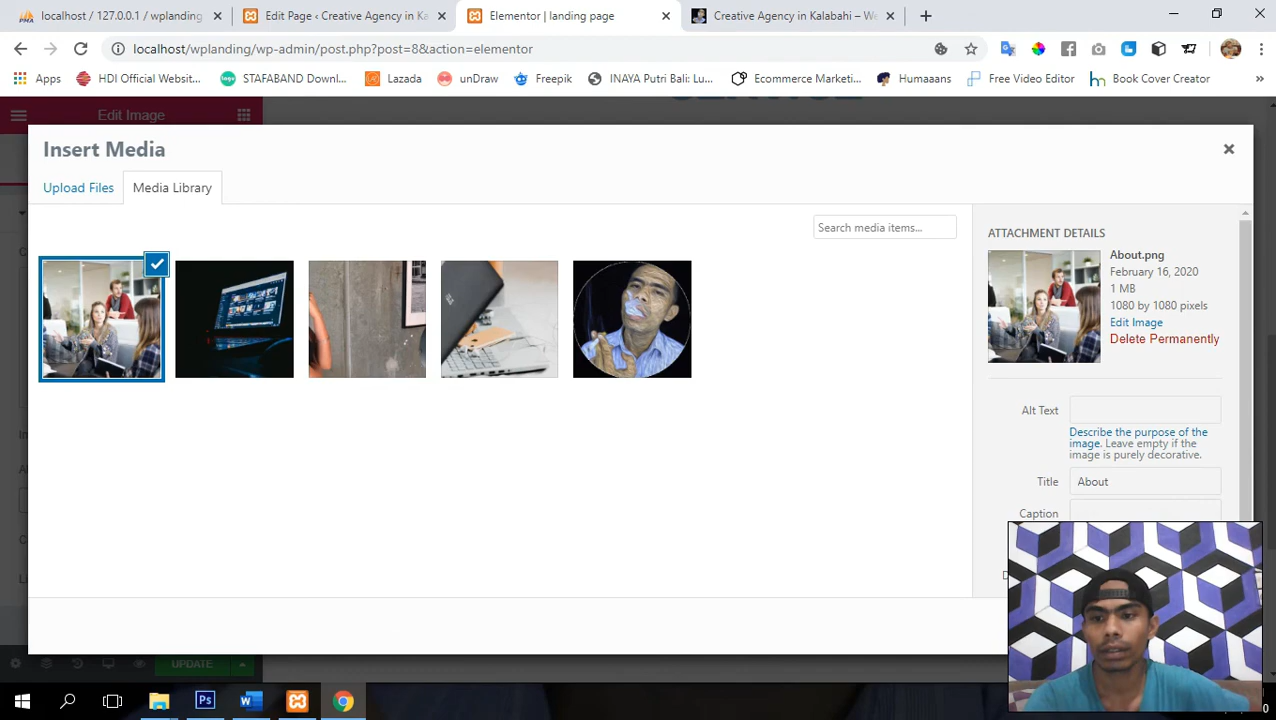 localhost / 127.0.0.1 / wplanding
Edit Page ‹ Creative Agency in Kal
Elementor | landing page
Creative Agency in Kalabahi – We
localhost/wplanding/wp-admin/post.php?post=8&action=elementor
Apps
HDI Official Websit...
STAFABAND Downl...
Lazada
unDraw
Freepik
INAYA Putri Bali: Lu...
Ecommerce Marketi...
Humaaans
Free Video Editor
Book Cover Creator
»
Edit Image
Insert Media
Upload Files
Media Library
Search media items...
ATTACHMENT DETAILS
About.png
February 16, 2020
1 MB
1080 by 1080 pixels
Edit Image
Delete Permanently
Alt Text
Describe the purpose of the
image. Leave empty if the
image is purely decorative.
Title
About
Caption
UPDATE